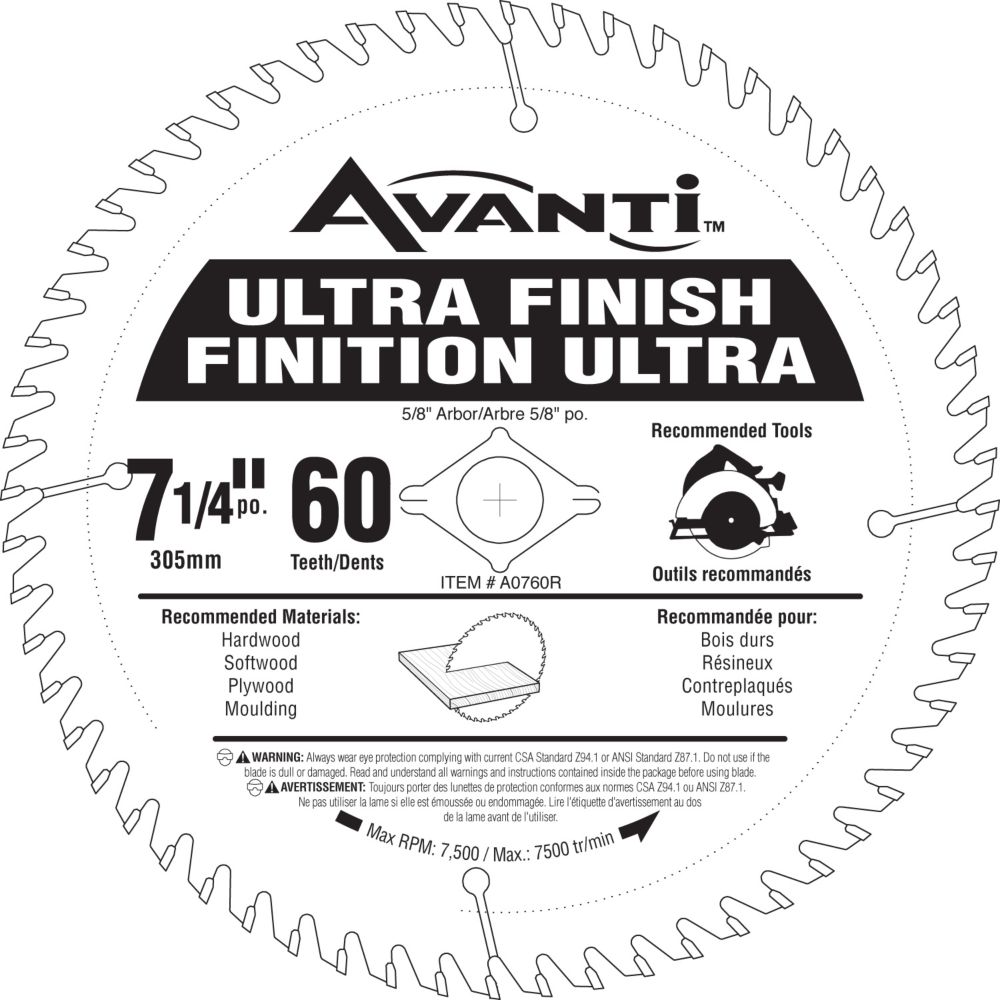 AVANTi™
ULTRA FINISH
FINITION ULTRA
5/8" Arbor/Arbre 5/8" po.
7 1/4" po.
305mm
60
Teeth/Dents
ITEM # A0760R
Recommended Tools
Outils recommandés
Recommended Materials:
Hardwood
Softwood
Plywood
Moulding
Recommandée pour:
Bois durs
Résineux
Contreplaqués
Moulures
WARNING: Always wear eye protection complying with current CSA Standard Z94.1 or ANSI Standard Z87.1. Do not use if the
blade is dull or damaged. Read and understand all warnings and instructions contained inside the package before using blade.
AVERTISSEMENT: Toujours porter des lunettes de protection conformes aux normes CSA Z94.1 ou ANSI Z87.1.
Ne pas utiliser la lame si elle est émoussée ou endommagée. Lire l'étiquette d'avertissement au dos
de la lame avant de l'utiliser.
Max RPM: 7,500 / Max.: 7500 tr/min